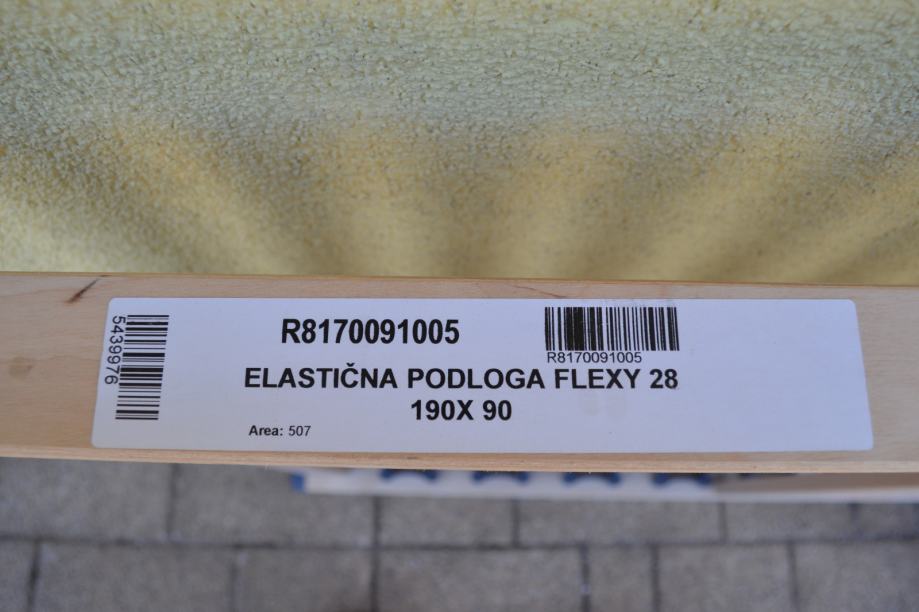 5439976
R8170091005
R8170091005
ELASTIČNA PODLOGA FLEXY 28
190X 90
Area: 507